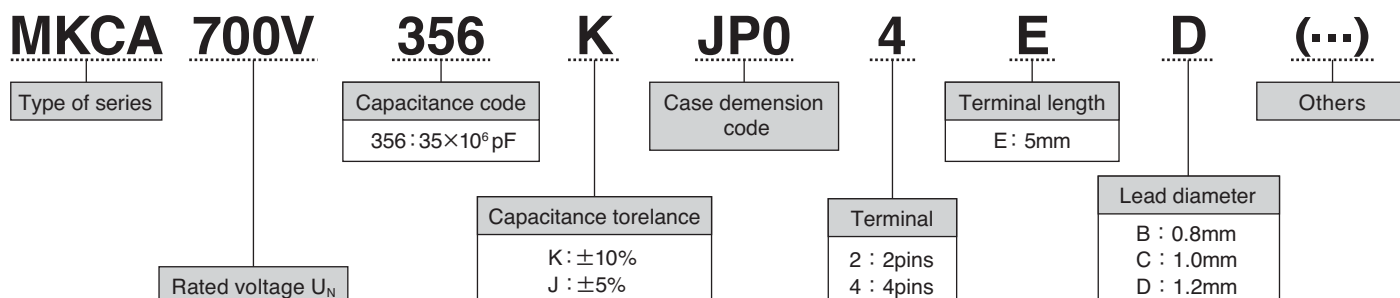 MKCA 700V 356 K JP0 4 E D (···)
Type of series
Capacitance code
356:35×10⁶pF
Case demension
code
Terminal length
E: 5mm
Others
Capacitance torelance
K:±10%
J:±5%
Terminal
2:2pins
4:4pins
Lead diameter
B:0.8mm
C:1.0mm
D:1.2mm
Rated voltage U_N